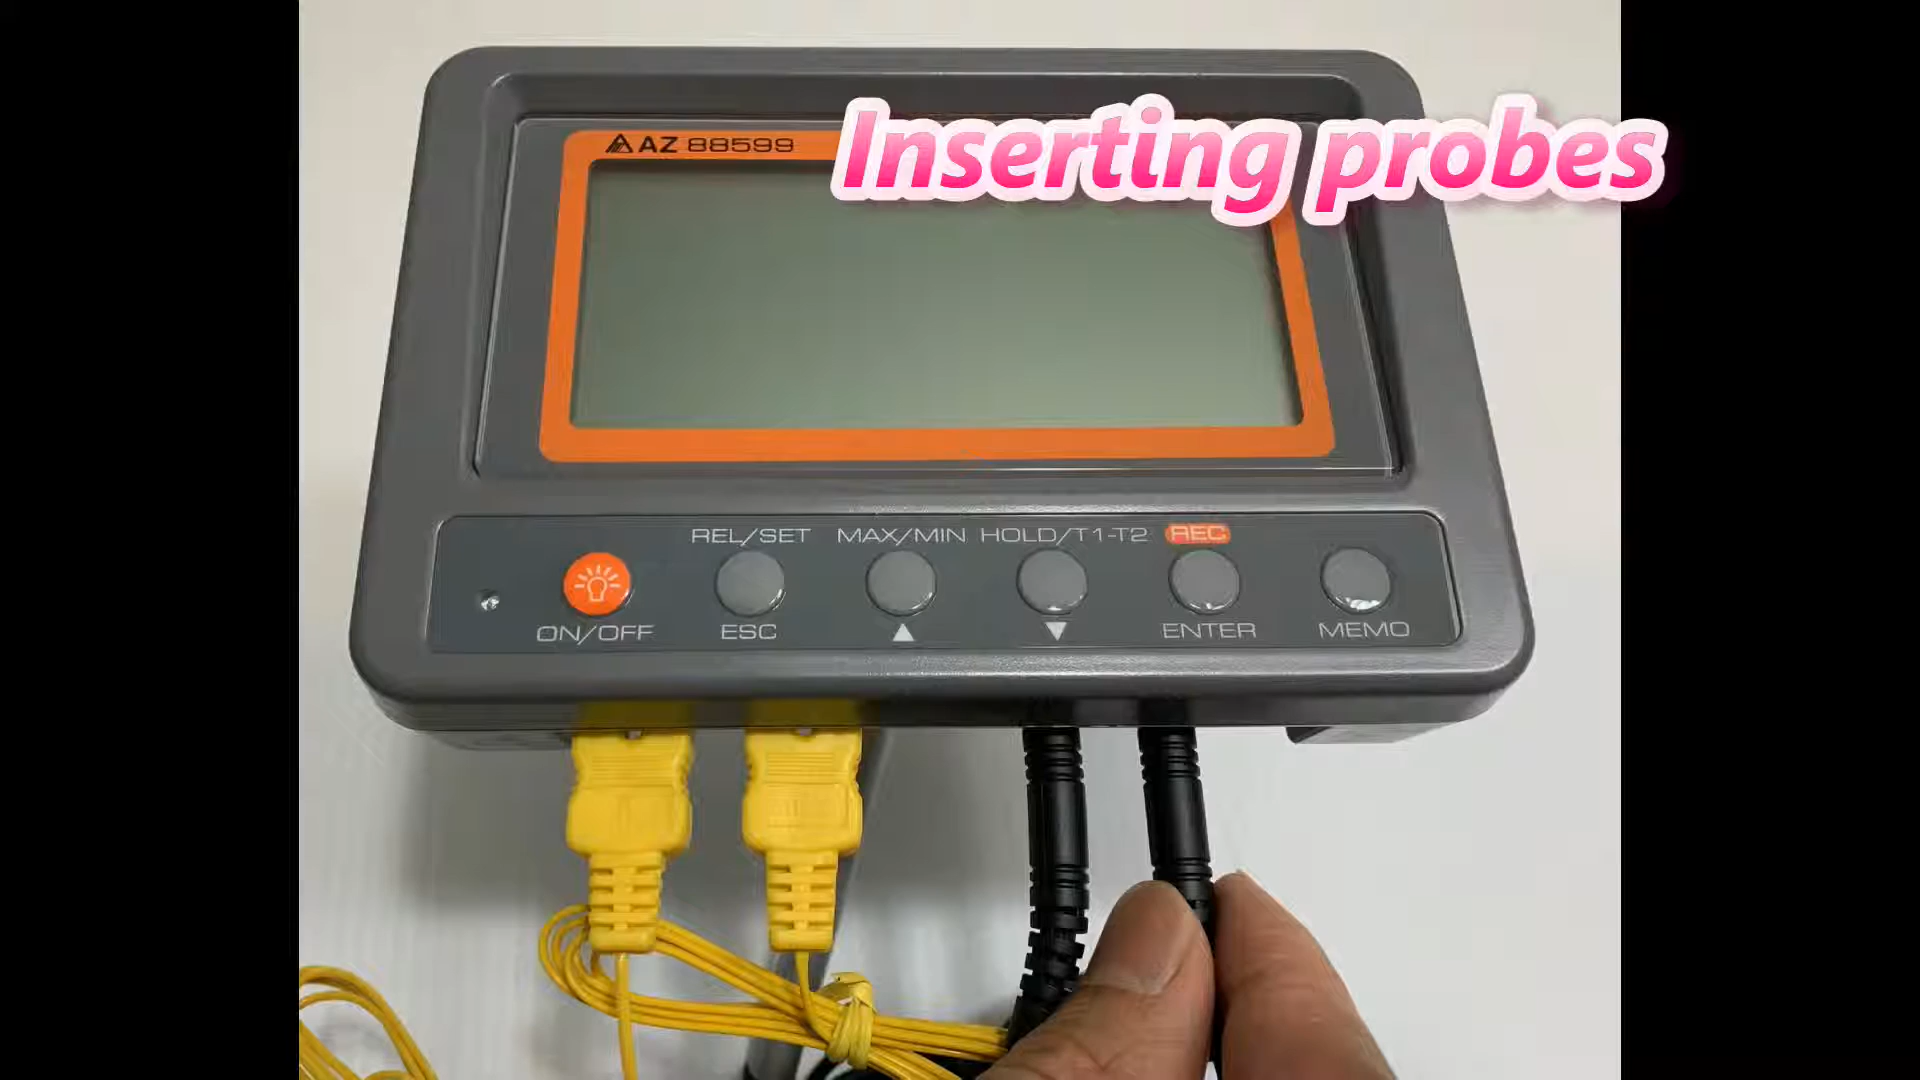 AZ 88599
Inserting probes
REL/SET MAX/MIN HOLD/T1-T2 REC
ON/OFF ESC ▲ ▼ ENTER MEMO